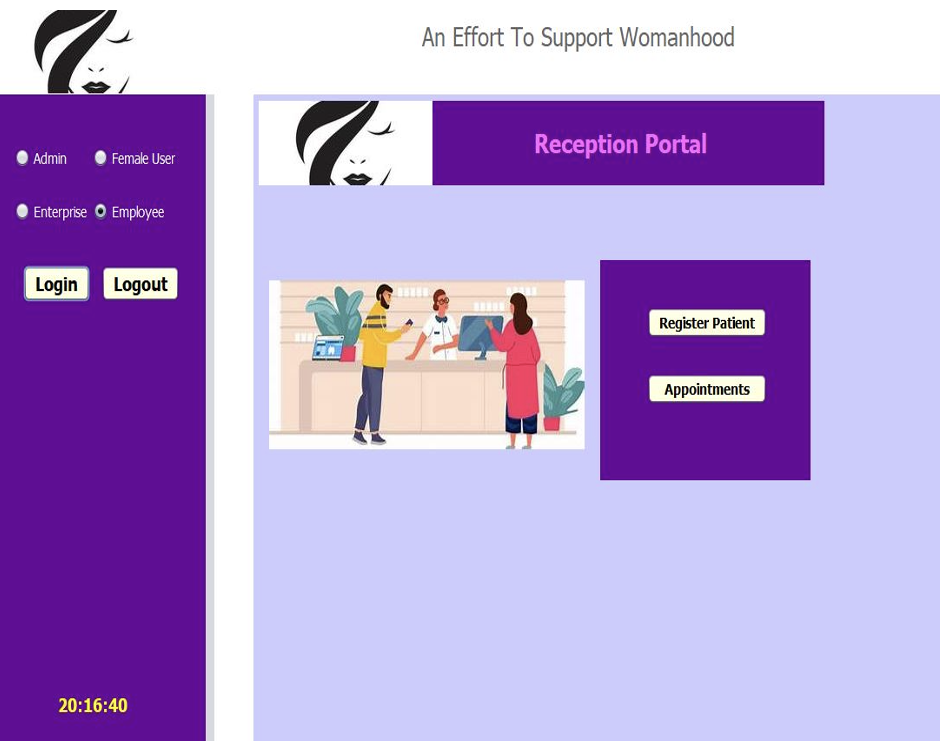 An Effort To Support Womanhood
Reception Portal
Admin
Female User
Enterprise
Employee
Login
Logout
Register Patient
Appointments
20:16:40